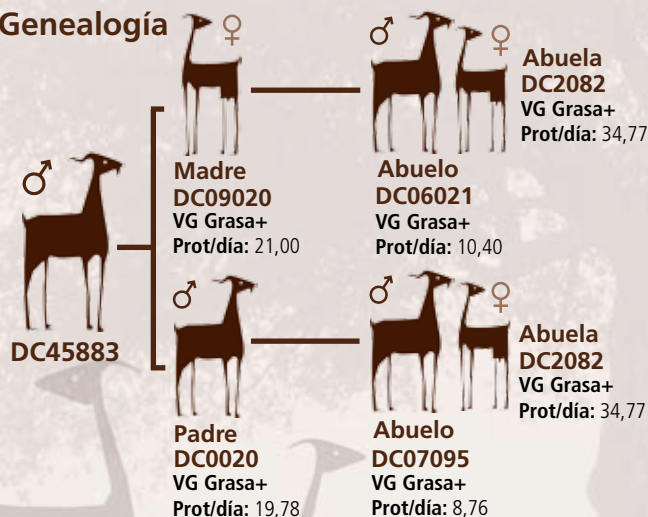 Genealogía
♀
♂ ♀
Abuela
DC2082
VG Grasa+
Prot/día: 34,77
♂
Madre
DC09020
VG Grasa+
Prot/día: 21,00
Abuelo
DC06021
VG Grasa+
Prot/día: 10,40
DC45883
♂
♂ ♀
Abuela
DC2082
VG Grasa+
Prot/día: 34,77
Padre
DC0020
VG Grasa+
Prot/día: 19,78
Abuelo
DC07095
VG Grasa+
Prot/día: 8,76